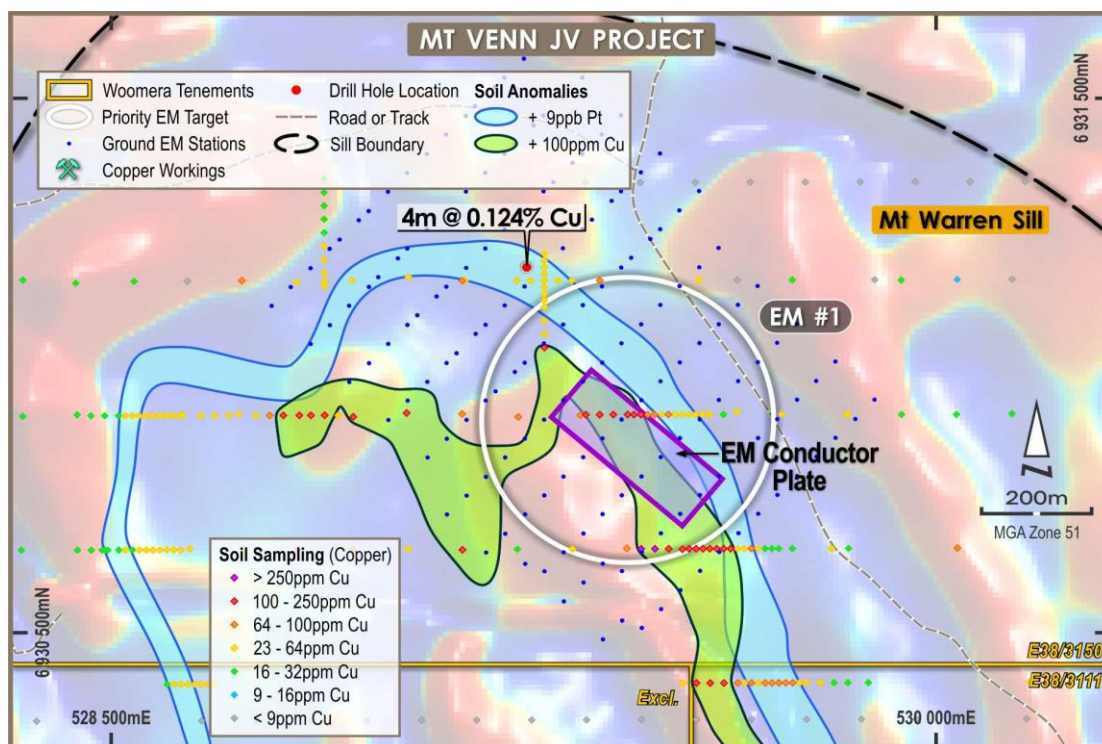 MT VENN JV PROJECT
Woomera Tenements
Priority EM Target
Ground EM Stations
Copper Workings
Drill Hole Location
Road or Track
Sill Boundary
Soil Anomalies
+ 9ppb Pt
+ 100ppm Cu
6 931 500mN
4m @ 0.124% Cu
Mt Warren Sill
EM #1
EM Conductor
Plate
N
200m
MGA Zone 51
Soil Sampling (Copper)
> 250ppm Cu
100 - 250ppm Cu
64 - 100ppm Cu
23 - 64ppm Cu
16 - 32ppm Cu
9 - 16ppm Cu
< 9ppm Cu
6 930 500mN
E38/3150
E38/3111
Excl.
528 500mE
530 000mE